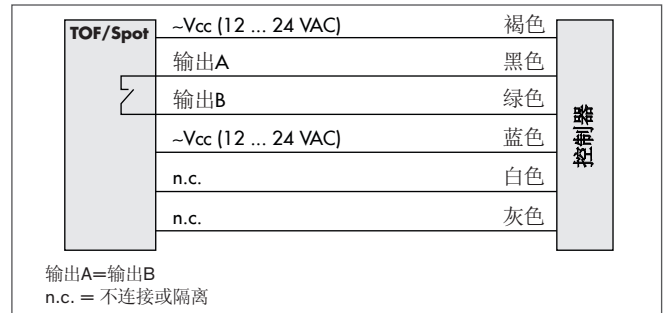 TOF/Spot ~Vcc (12 ... 24 VAC) 褐色
输出A 黑色
输出B 绿色
~Vcc (12 ... 24 VAC) 蓝色
n.c. 白色
n.c. 灰色
控制器
输出A=输出B
n.c. = 不连接或隔离